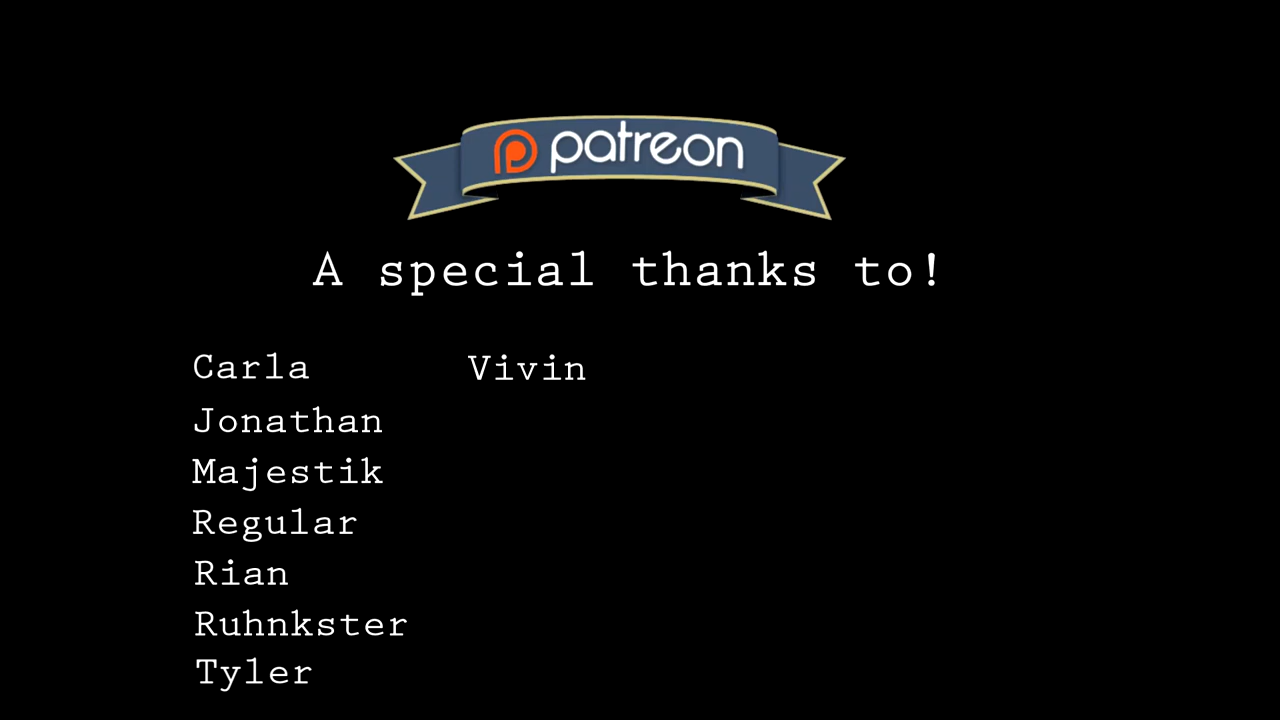 patreon
A special thanks to!
Carla Vivin
Jonathan
Majestik
Regular
Rian
Ruhnkster
Tyler